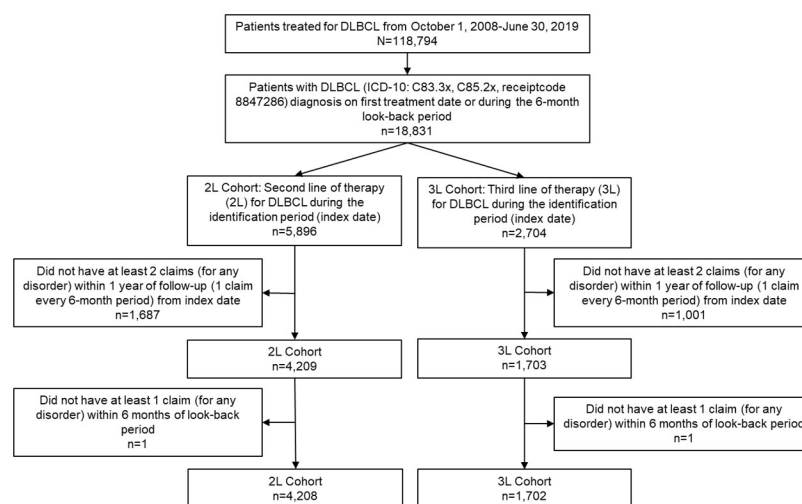 Patients treated for DLBCL from October 1, 2008-June 30, 2019
N=118,794
Patients with DLBCL (ICD-10: C83.3x, C85.2x, receiptcode
8847286) diagnosis on first treatment date or during the 6-month
look-back period
n=18,831
2L Cohort: Second line of therapy
(2L) for DLBCL during the
identification period (index date)
n=5,896
3L Cohort: Third line of therapy (3L)
for DLBCL during the identification
period (index date)
n=2,704
Did not have at least 2 claims (for any
disorder) within 1 year of follow-up (1 claim
every 6-month period) from index date
n=1,687
Did not have at least 2 claims (for any
disorder) within 1 year of follow-up (1 claim
every 6-month period) from index date
n=1,001
2L Cohort
n=4,209
3L Cohort
n=1,703
Did not have at least 1 claim (for any
disorder) within 6 months of look-back
period
n=1
Did not have at least 1 claim (for any
disorder) within 6 months of look-back period
n=1
2L Cohort
n=4,208
3L Cohort
n=1,702